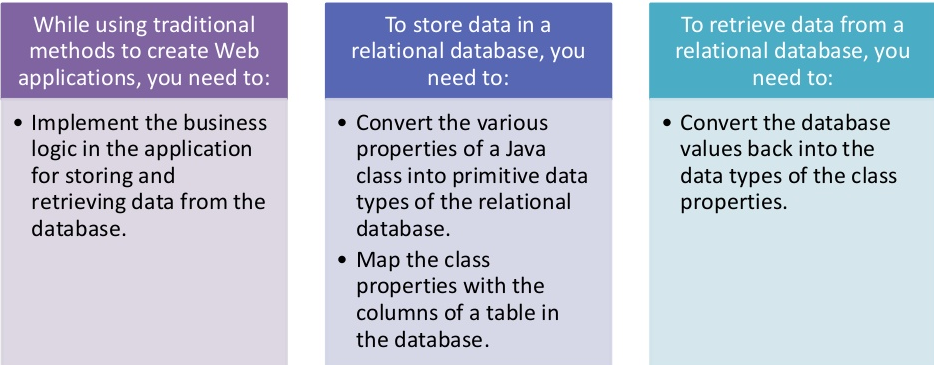 While using traditional
methods to create Web
applications, you need to:
• Implement the business
logic in the application
for storing and
retrieving data from the
database.
To store data in a
relational database, you
need to:
• Convert the various
properties of a Java
class into primitive data
types of the relational
database.
• Map the class
properties with the
columns of a table in
the database.
To retrieve data from a
relational database, you
need to:
• Convert the database
values back into the
data types of the class
properties.